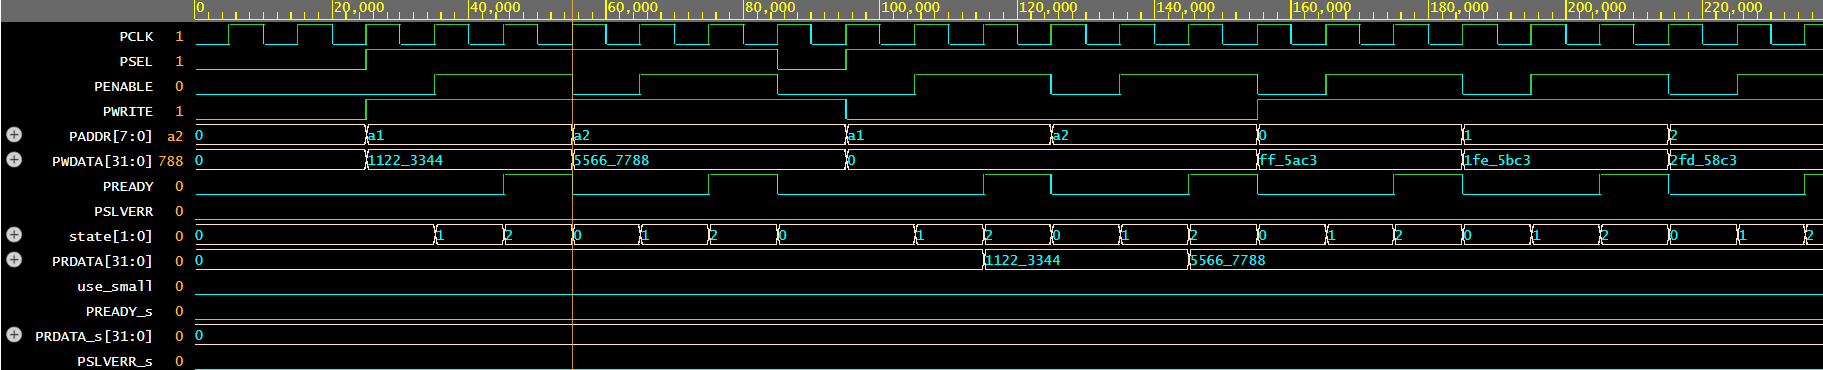 0 20,000 40,000 60,000 80,000 100,000 120,000 140,000 160,000 180,000 200,000 220,000
PCLK 1
PSEL 1
PENABLE 0
PWRITE 1
PADDR[7:0] a2 0 a1 a2 a1 a2 0 1 2
PWDATA[31:0] 788 0 1122_3344 5566_7788 0 ff_5ac3 1fe_5bc3 2fd_58c3
PREADY 0
PSLVERR 0
state[1:0] 0 0 1 2 0 1 2 0 1 2 0 1 2 0 1 2 0 1 2 0 1 2
PRDATA[31:0] 0 0 1122_3344 5566_7788
use_small 0
PREADY_s 0
PRDATA_s[31:0] 0 0
PSLVERR_s 0